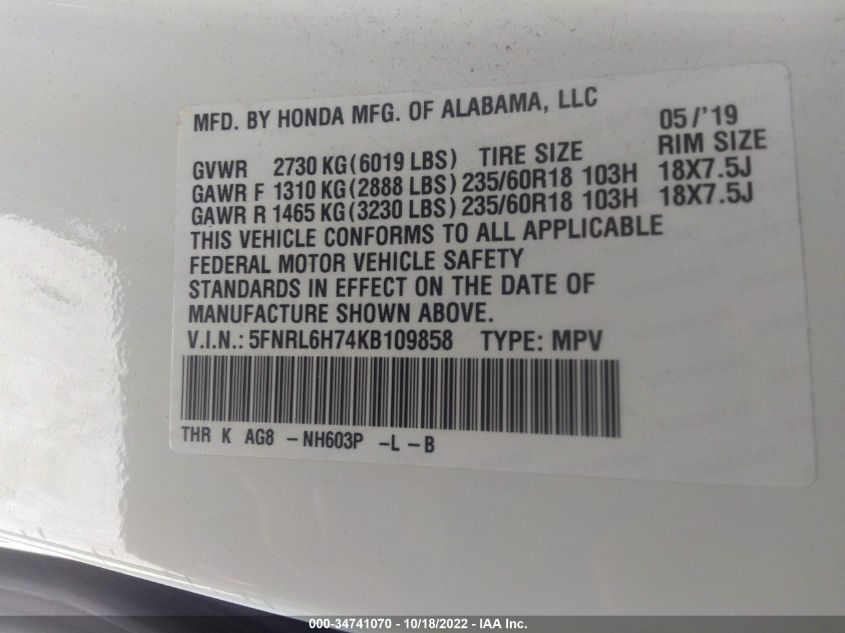 MFD. BY HONDA MFG. OF ALABAMA, LLC 05/'19
GVWR 2730 KG(6019 LBS) TIRE SIZE RIM SIZE
GAWR F 1310 KG(2888 LBS) 235/60R18 103H 18X7.5J
GAWR R 1465 KG(3230 LBS) 235/60R18 103H 18X7.5J
THIS VEHICLE CONFORMS TO ALL APPLICABLE
FEDERAL MOTOR VEHICLE SAFETY
STANDARDS IN EFFECT ON THE DATE OF
MANUFACTURE SHOWN ABOVE.
V.I.N.: 5FNRL6H74KB109858 TYPE: MPV
THR K AG8 -NH603P -L -B
000-34741070 - 10/18/2022 - IAA Inc.